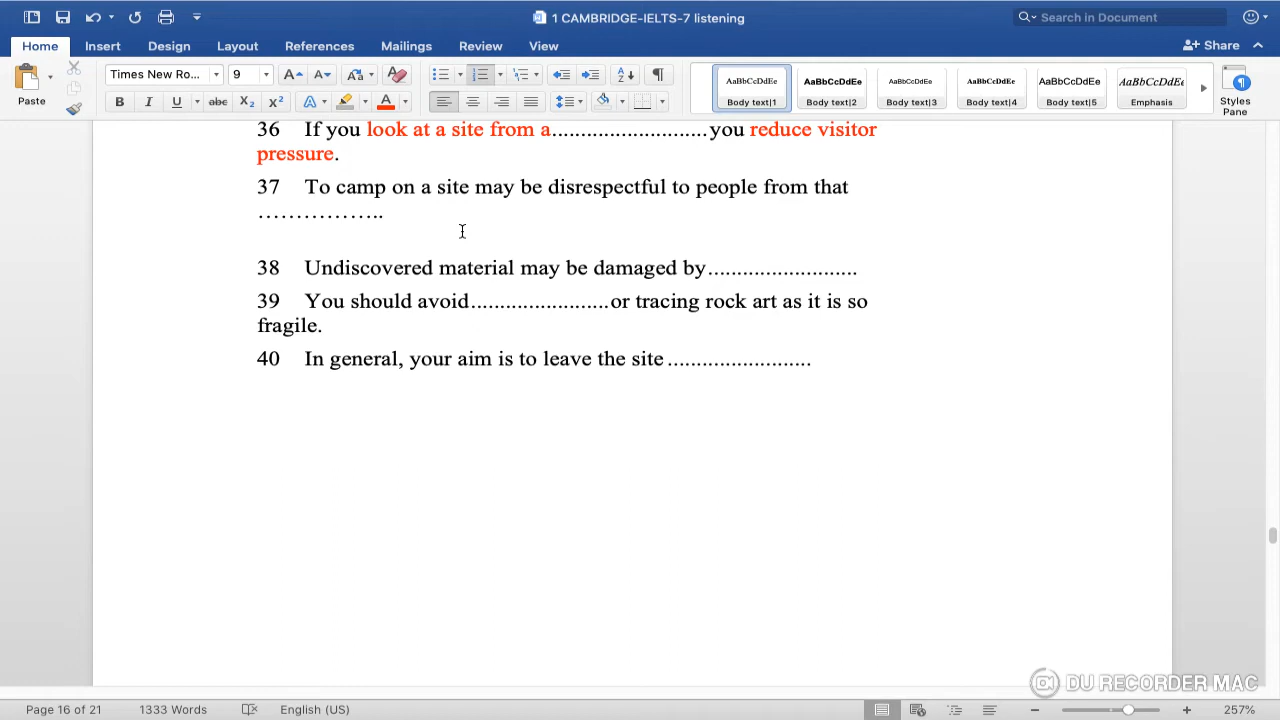 1 CAMBRIDGE-IELTS-7 listening
Search in Document
Home Insert Design Layout References Mailings Review View Share
Times New Ro... 9
Paste
B I U abc X2 X2 A A
AaBbCcDdEe AaBbCcDdEe AaBbCcDdEe AaBbCcDdEe AaBbCcDdEe AaBbCcDdEe
Body text|1 Body text|2 Body text|3 Body text|4 Body text|5 Emphasis
Styles Pane
36 If you look at a site from a...........................you reduce visitor
pressure.
37 To camp on a site may be disrespectful to people from that
……………..
38 Undiscovered material may be damaged by..........................
39 You should avoid........................or tracing rock art as it is so
fragile.
40 In general, your aim is to leave the site.........................
DU RECORDER MAC
Page 16 of 21 1333 Words English (US) 257%